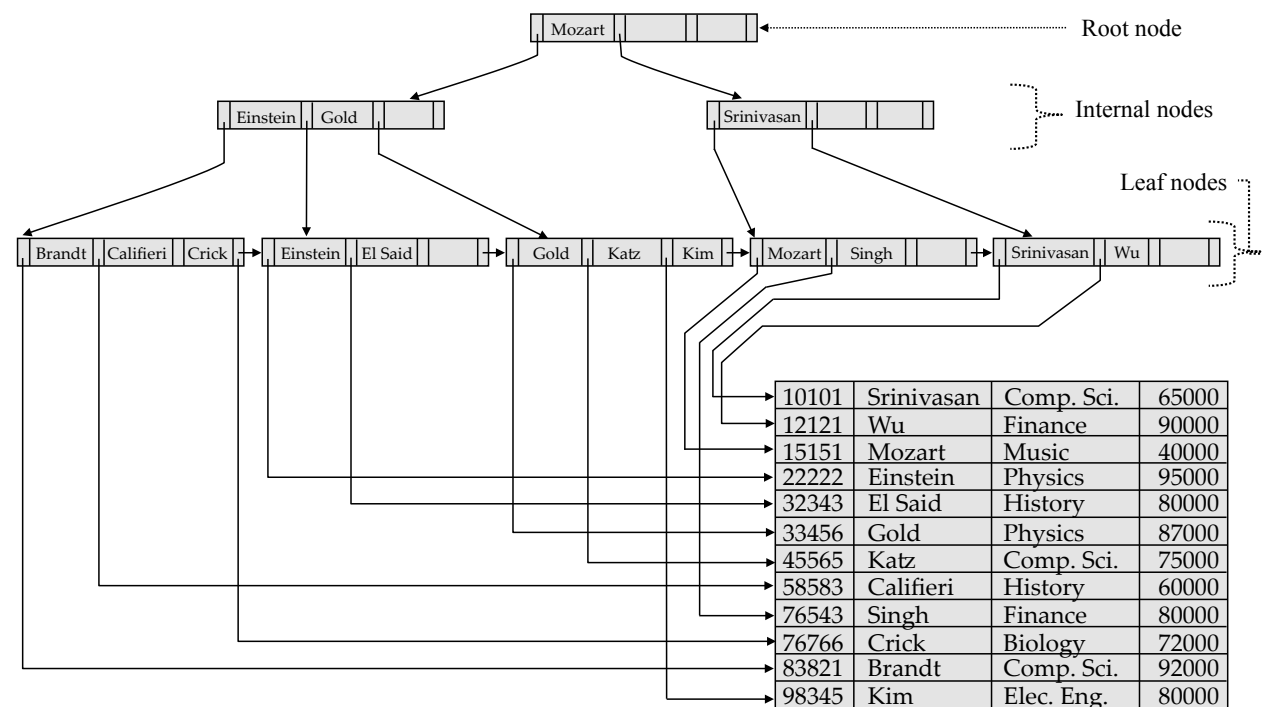 Mozart
Root node
Einstein Gold
Srinivasan
Internal nodes
Leaf nodes
Brandt Califieri Crick
Einstein El Said
Gold Katz Kim
Mozart Singh
Srinivasan Wu
10101 Srinivasan Comp. Sci. 65000
12121 Wu Finance 90000
15151 Mozart Music 40000
22222 Einstein Physics 95000
32343 El Said History 80000
33456 Gold Physics 87000
45565 Katz Comp. Sci. 75000
58583 Califieri History 60000
76543 Singh Finance 80000
76766 Crick Biology 72000
83821 Brandt Comp. Sci. 92000
98345 Kim Elec. Eng. 80000